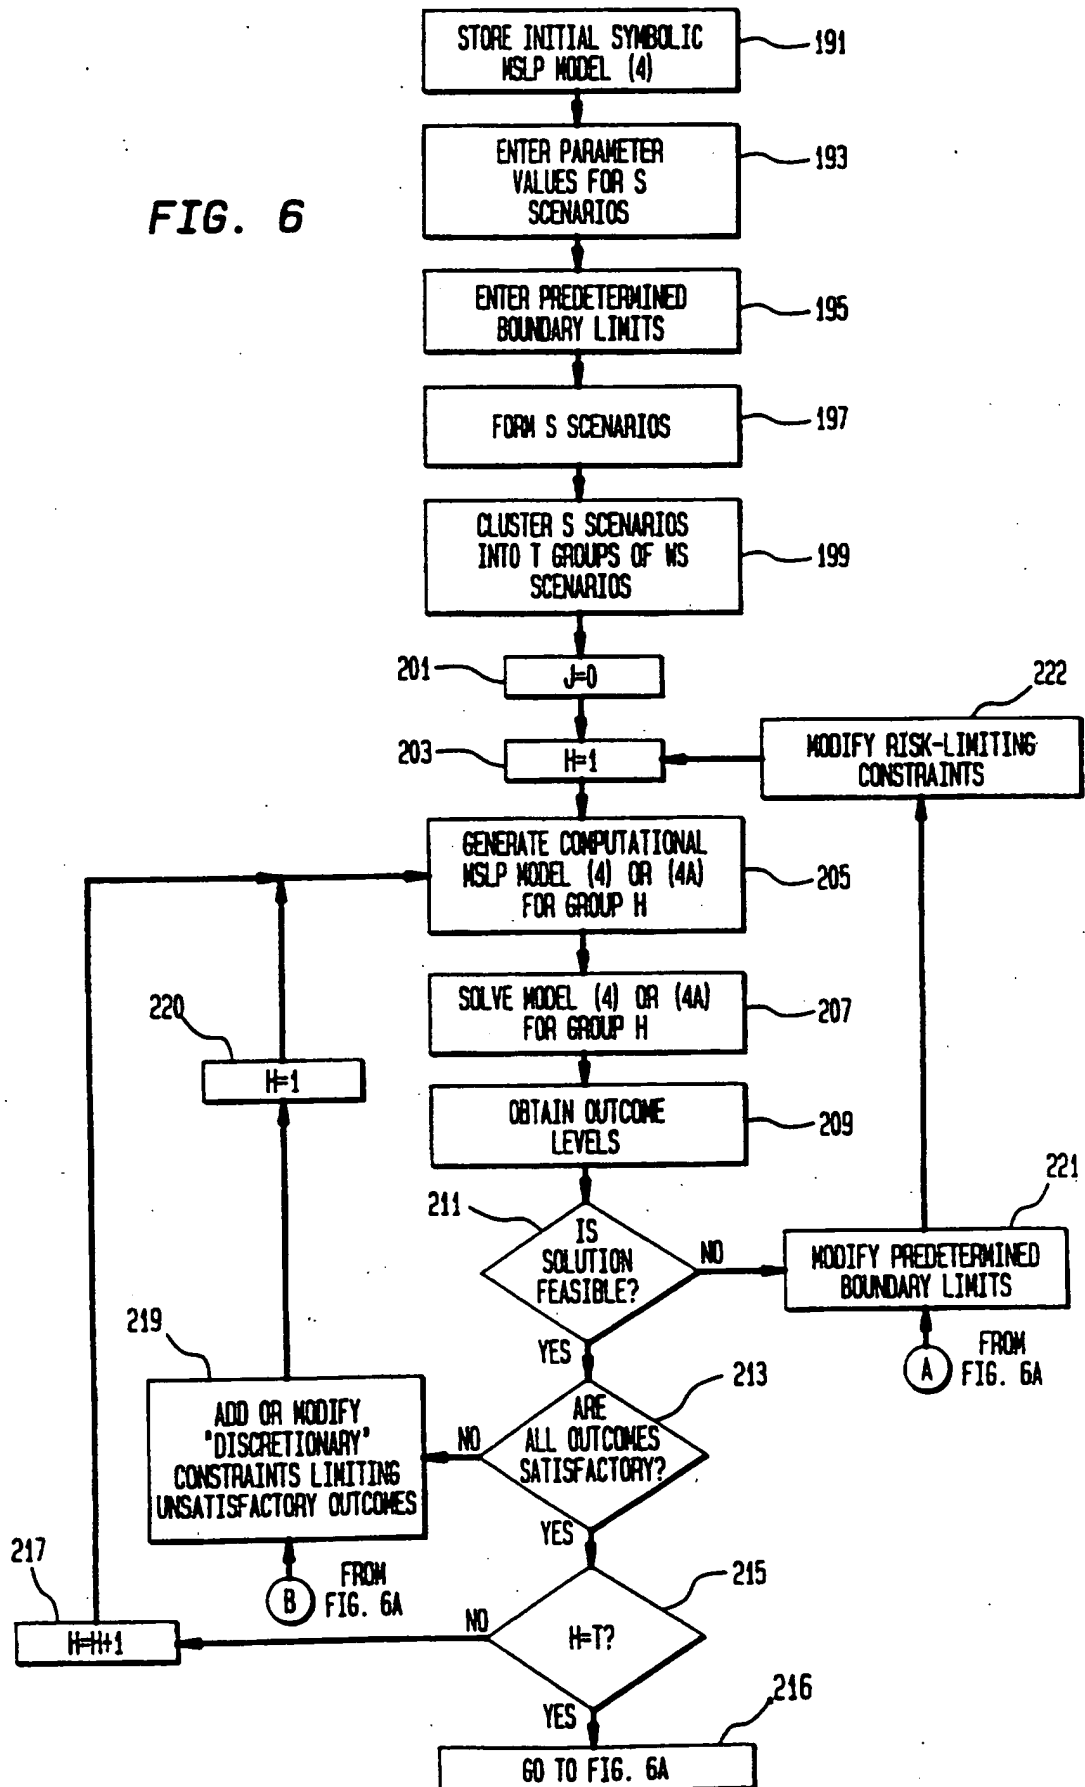 STORE INITIAL SYMBOLIC
MSLP MODEL (4)
191
ENTER PARAMETER
VALUES FOR S
SCENARIOS
193
FIG. 6
ENTER PREDETERMINED
BOUNDARY LIMITS
195
FORM S SCENARIOS
197
CLUSTER S SCENARIOS
INTO T GROUPS OF WS
SCENARIOS
199
201
J=0
222
203
H=1
MODIFY RISK-LIMITING
CONSTRAINTS
GENERATE COMPUTATIONAL
MSLP MODEL (4) OR (4A)
FOR GROUP H
205
SOLVE MODEL (4) OR (4A)
FOR GROUP H
207
220
H=1
OBTAIN OUTCOME
LEVELS
209
211
IS
SOLUTION
FEASIBLE?
NO
221
MODIFY PREDETERMINED
BOUNDARY LIMITS
YES
A
FROM
FIG. 6A
219
ADD OR MODIFY
"DISCRETIONARY"
CONSTRAINTS LIMITING
UNSATISFACTORY OUTCOMES
NO
ARE
ALL OUTCOMES
SATISFACTORY?
213
YES
B
FROM
FIG. 6A
217
H=H+1
NO
H=T?
215
YES
216
GO TO FIG. 6A